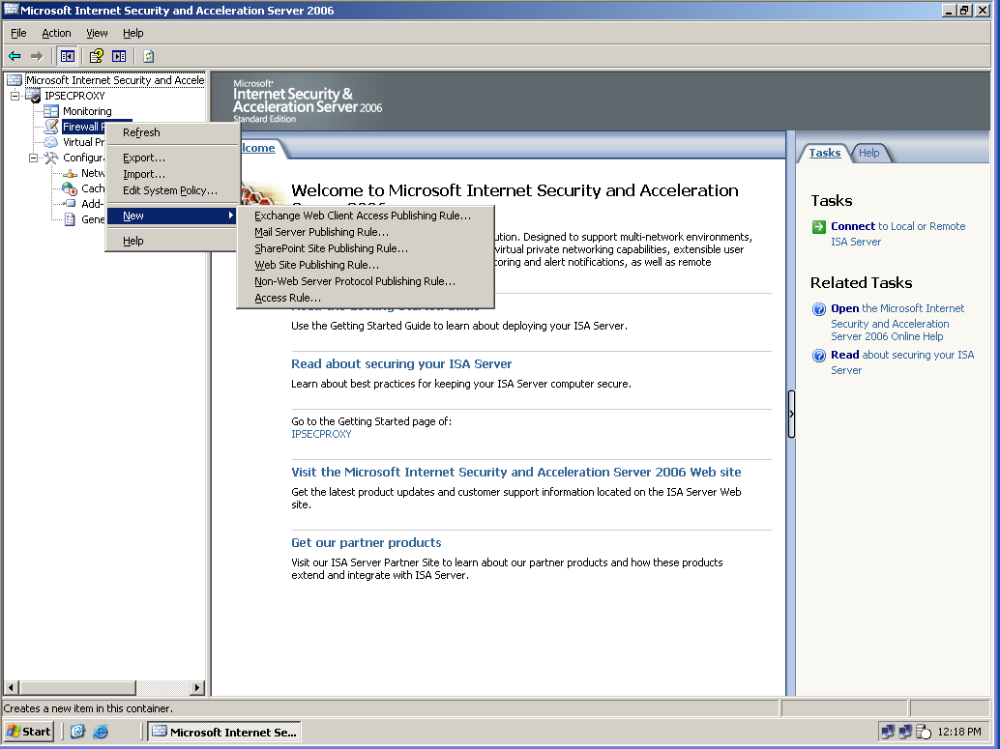 Microsoft Internet Security and Acceleration Server 2006
File Action View Help
Microsoft Internet Security and Accele
IPSECPROXY
Monitoring
Firewall P
Virtual Pr
Configur
Netw
Cach
Add-
Gene
Refresh
Export...
Import...
Edit System Policy...
New
Help
Exchange Web Client Access Publishing Rule...
Mail Server Publishing Rule...
SharePoint Site Publishing Rule...
Web Site Publishing Rule...
Non-Web Server Protocol Publishing Rule...
Access Rule...
Microsoft
Internet Security &
Acceleration Server 2006
Standard Edition
lcome
Welcome to Microsoft Internet Security and Acceleration
ution. Designed to support multi-network environments,
virtual private networking capabilities, extensible user
toring and alert notifications, as well as remote
Use the Getting Started Guide to learn about deploying your ISA Server.
Read about securing your ISA Server
Learn about best practices for keeping your ISA Server computer secure.
Go to the Getting Started page of:
IPSECPROXY
Visit the Microsoft Internet Security and Acceleration Server 2006 Web site
Get the latest product updates and customer support information located on the ISA Server Web
site.
Get our partner products
Visit our ISA Server Partner Site to learn about our partner products and how these products
extend and integrate with ISA Server.
Tasks Help
Tasks
Connect to Local or Remote
ISA Server
Related Tasks
Open the Microsoft Internet
Security and Acceleration
Server 2006 Online Help
Read about securing your ISA
Server
Creates a new item in this container.
Start
Microsoft Internet Se...
12:18 PM